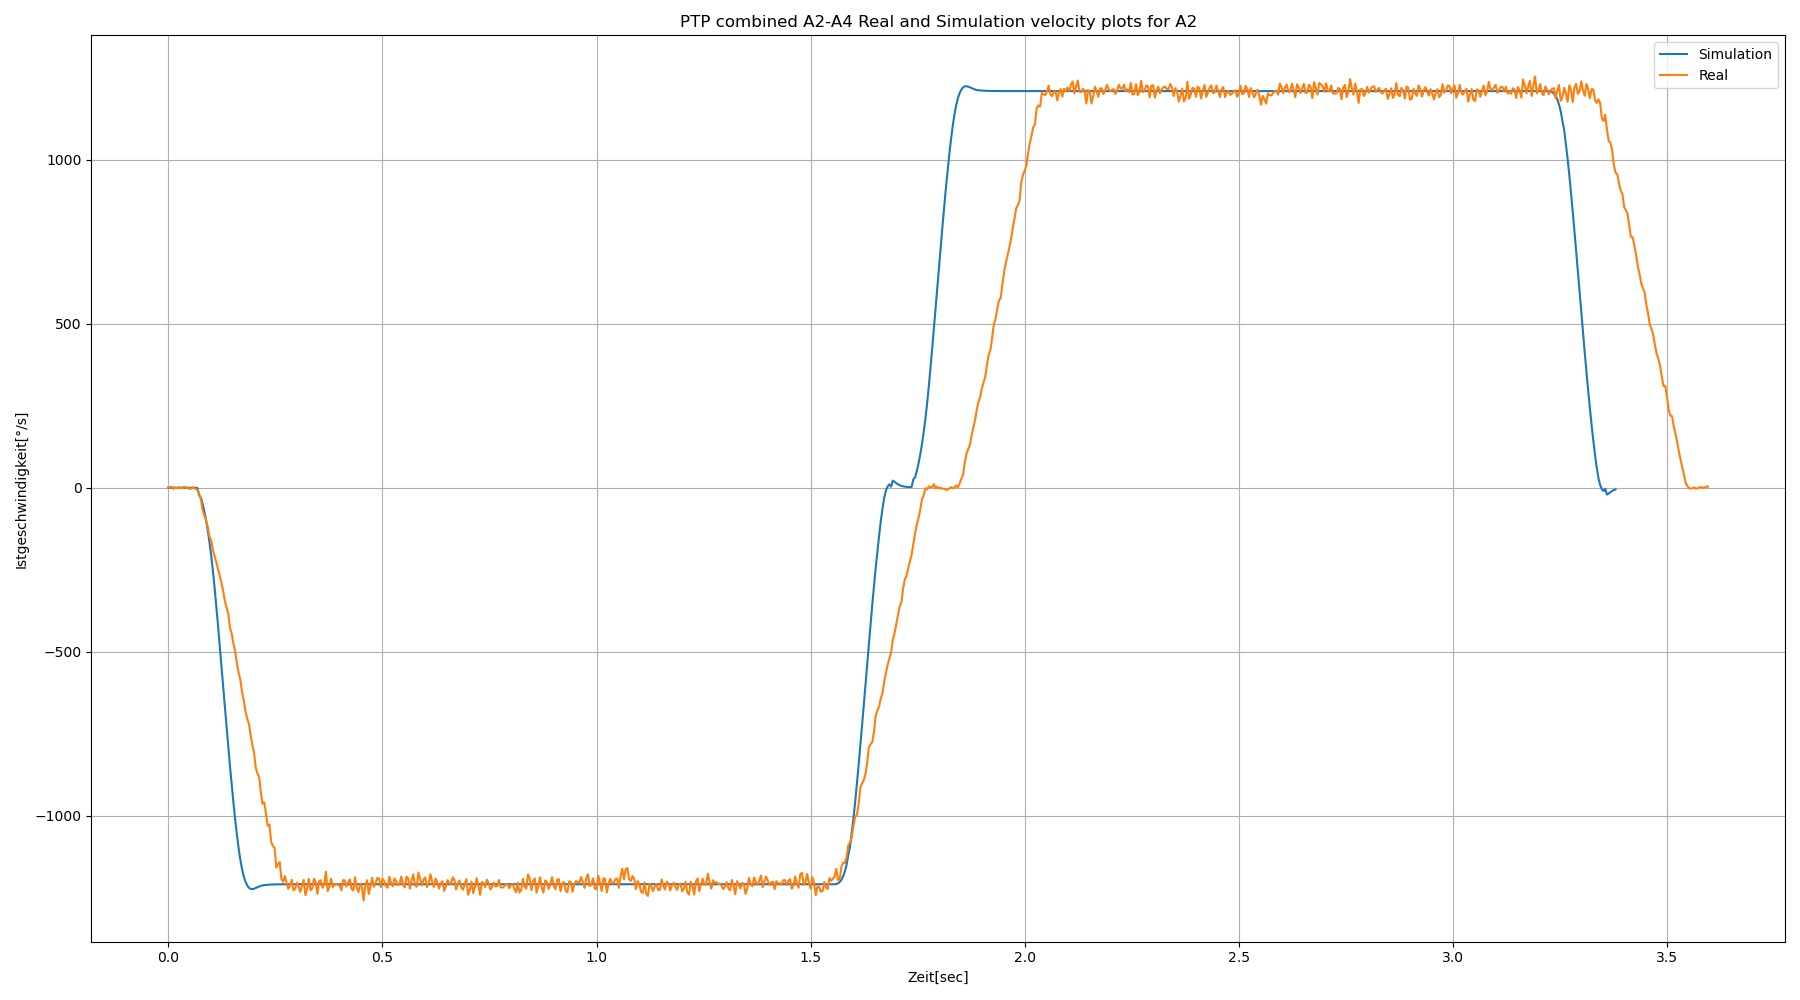 PTP combined A2-A4 Real and Simulation velocity plots for A2
Simulation
Real
Istgeschwindigkeit[°/s]
1000
500
0
−500
−1000
0.0 0.5 1.0 1.5 2.0 2.5 3.0 3.5
Zeit[sec]